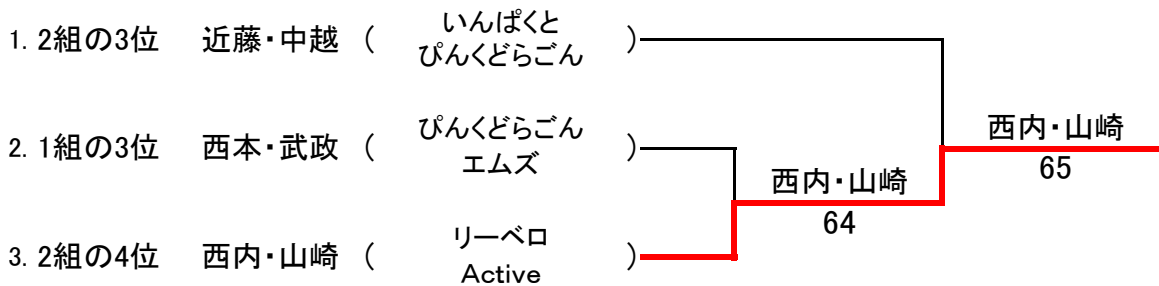 いんぱくと
1. 2組の3位 近藤・中越 ( )
ぴんくどらごん
西内・山崎
ぴんくどらごん
2. 1組の3位 西本・武政 ( )
エムズ
65
西内・山崎
64
リーベロ
3. 2組の4位 西内・山崎 ( )
Active